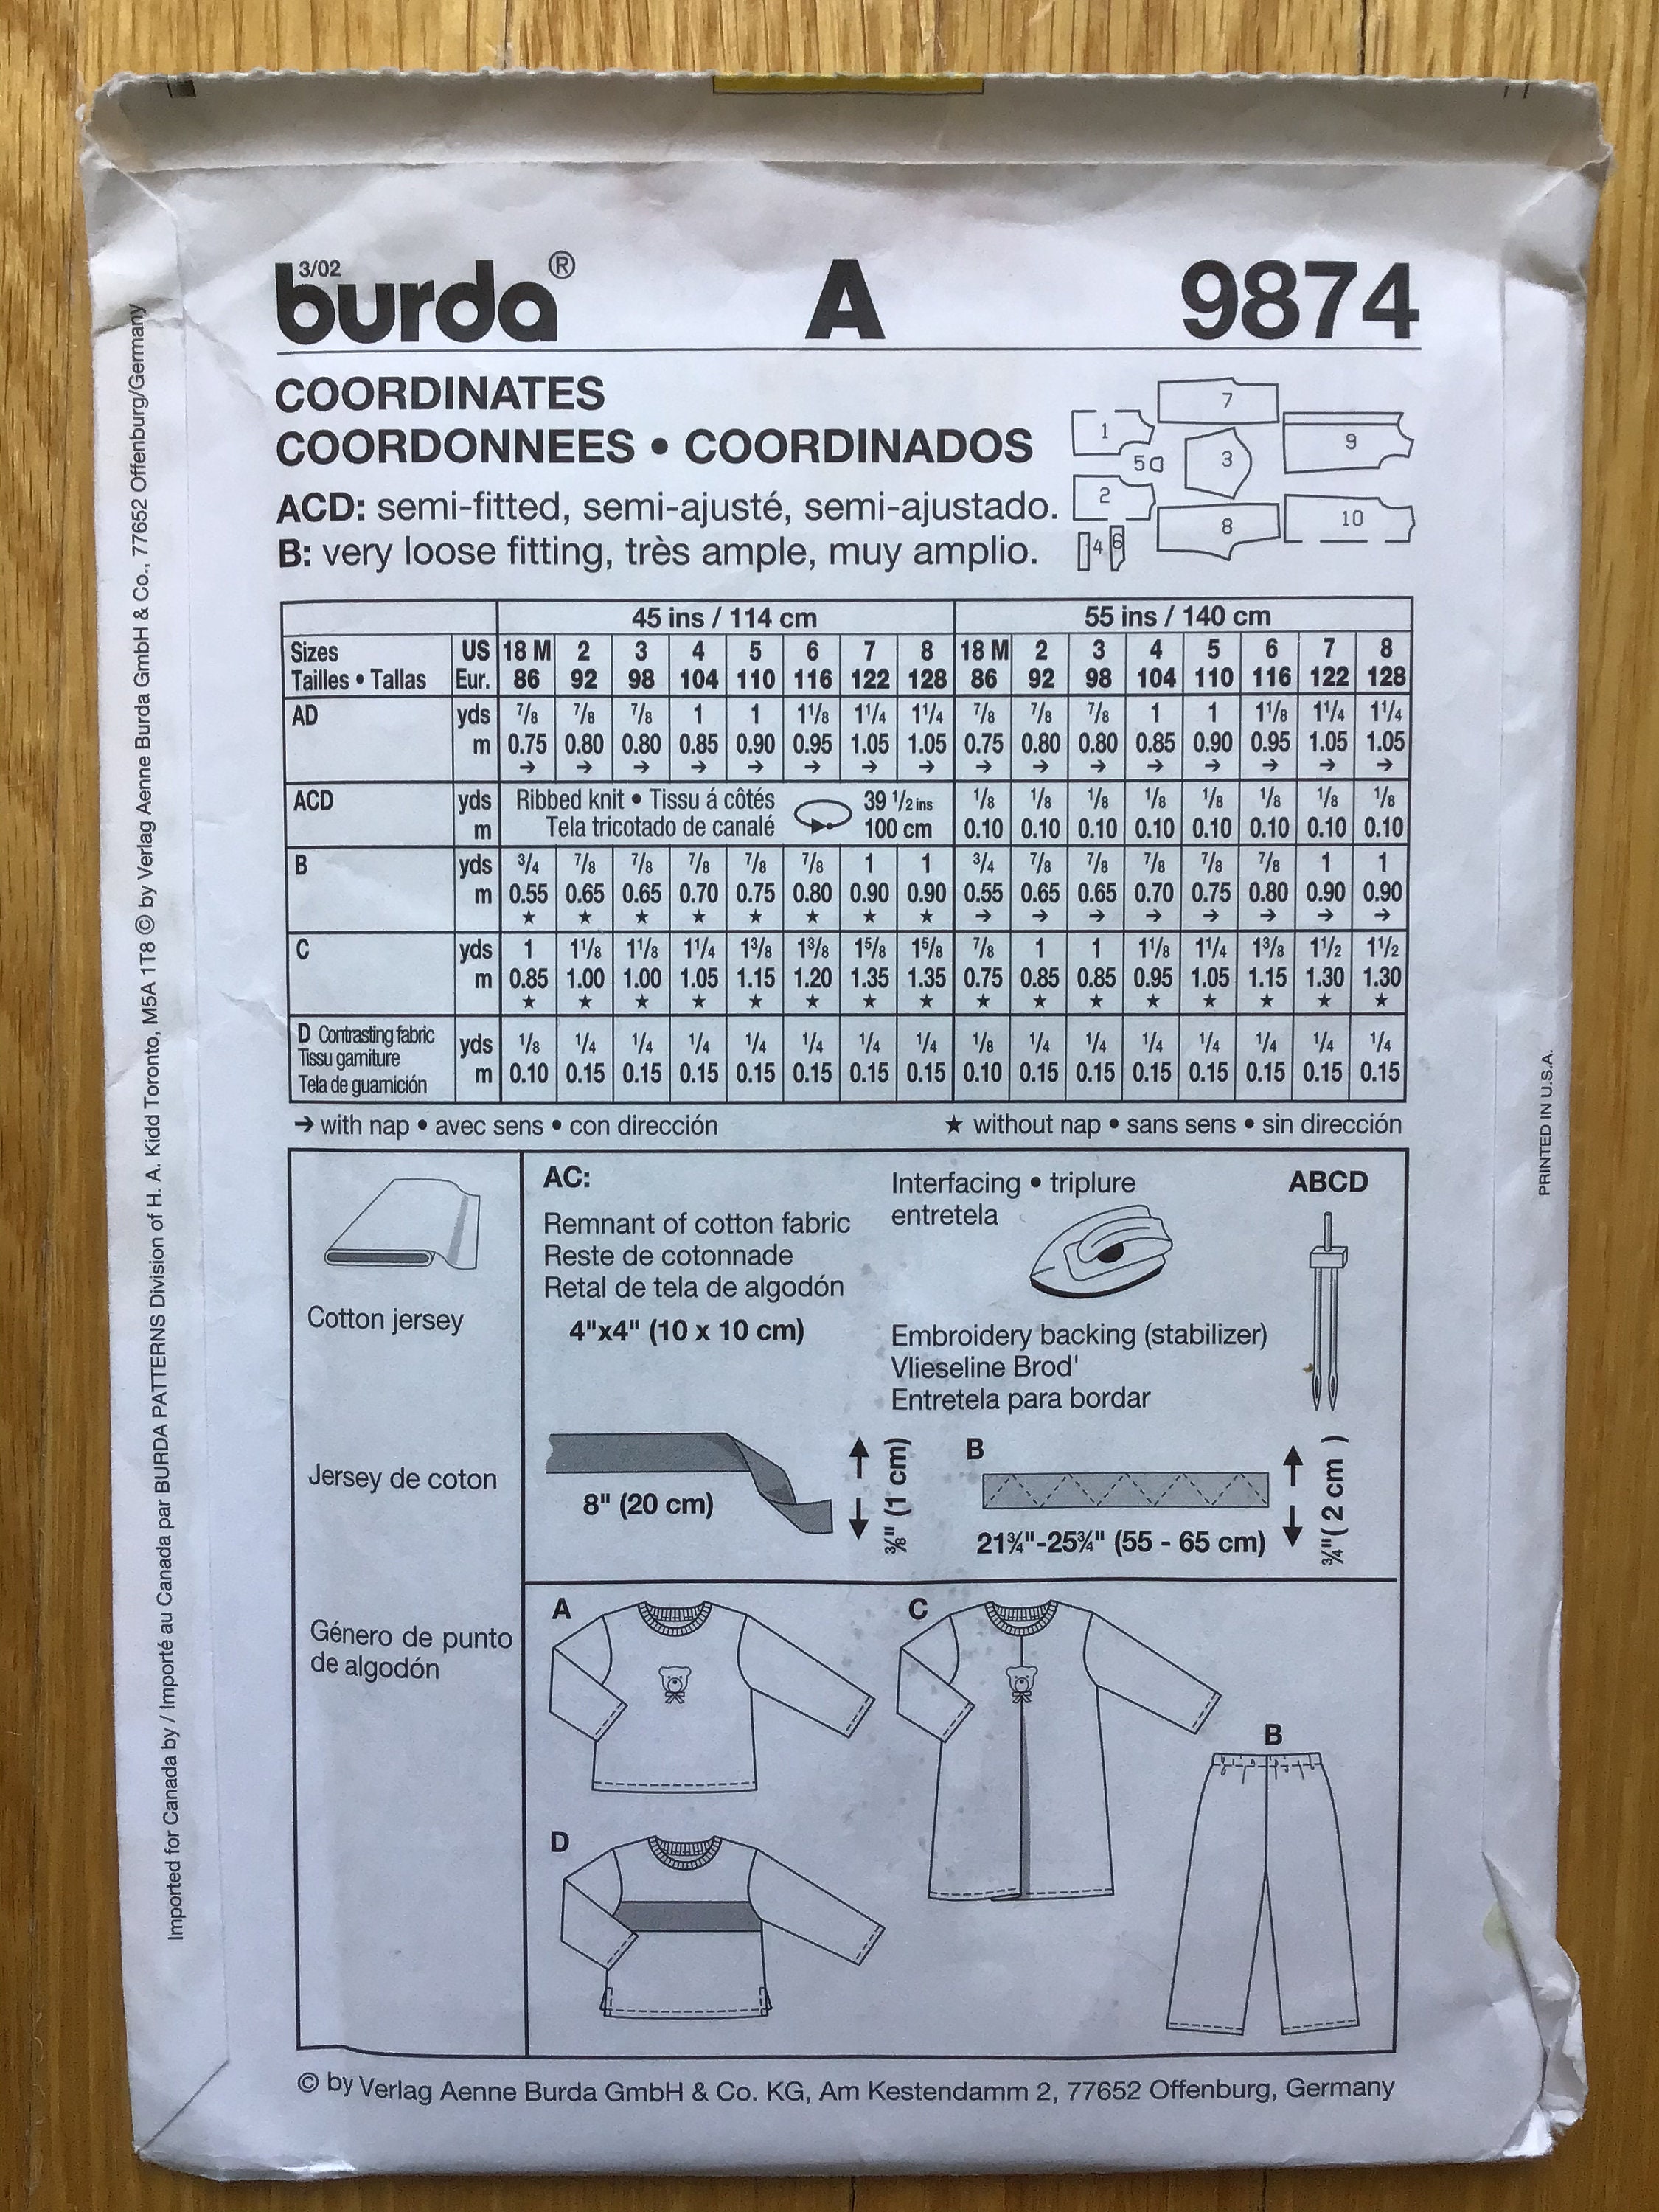 3/02
burda® A 9874
COORDINATES
COORDONNEES • COORDINADOS
ACD: semi-fitted, semi-ajusté, semi-ajustado.
B: very loose fitting, très ample, muy amplio.
1 7 9
5 3
2 8 10
4 6
45 ins / 114 cm 55 ins / 140 cm
Sizes US 18 M 2 3 4 5 6 7 8 18 M 2 3 4 5 6 7 8
Tailles • Tallas Eur. 86 92 98 104 110 116 122 128 86 92 98 104 110 116 122 128
AD yds 7/8 7/8 7/8 1 1 1 1/8 1 1/4 1 1/4 7/8 7/8 7/8 1 1 1 1/8 1 1/4 1 1/4
m 0.75 0.80 0.80 0.85 0.90 0.95 1.05 1.05 0.75 0.80 0.80 0.85 0.90 0.95 1.05 1.05
→ → → → → → → → → → → → → → → →
ACD yds Ribbed knit • Tissu á côtés 39 1/2 ins 1/8 1/8 1/8 1/8 1/8 1/8 1/8 1/8
m Tela tricotado de canalé 100 cm 0.10 0.10 0.10 0.10 0.10 0.10 0.10 0.10
B yds 3/4 7/8 7/8 7/8 7/8 7/8 1 1 3/4 7/8 7/8 7/8 7/8 7/8 1 1
m 0.55 0.65 0.65 0.70 0.75 0.80 0.90 0.90 0.55 0.65 0.65 0.70 0.75 0.80 0.90 0.90
★ ★ ★ ★ ★ ★ ★ ★ → → → → → → → →
C yds 1 1 1/8 1 1/8 1 1/4 1 3/8 1 3/8 1 5/8 1 5/8 7/8 1 1 1 1/8 1 1/4 1 3/8 1 1/2 1 1/2
m 0.85 1.00 1.00 1.05 1.15 1.20 1.35 1.35 0.75 0.85 0.85 0.95 1.05 1.15 1.30 1.30
★ ★ ★ ★ ★ ★ ★ ★ ★ ★ ★ ★ ★ ★ ★ ★
D Contrasting fabric
Tissu garniture yds 1/8 1/4 1/4 1/4 1/4 1/4 1/4 1/4 1/8 1/4 1/4 1/4 1/4 1/4 1/4 1/4
Tela de guarnición m 0.10 0.15 0.15 0.15 0.15 0.15 0.15 0.15 0.10 0.15 0.15 0.15 0.15 0.15 0.15 0.15
→ with nap • avec sens • con dirección ★ without nap • sans sens • sin dirección
Cotton jersey
Jersey de coton
Género de punto
de algodón
AC:
Remnant of cotton fabric
Reste de cotonnade
Retal de tela de algodón
4"x4" (10 x 10 cm)
Interfacing • triplure
entretela
Embroidery backing (stabilizer)
Vlieseline Brod'
Entretela para bordar
ABCD
8" (20 cm)
⅜" (1 cm)
B
21¾"-25¾" (55 - 65 cm)
¾"( 2 cm )
A
C
B
D
© by Verlag Aenne Burda GmbH & Co. KG, Am Kestendamm 2, 77652 Offenburg, Germany
Imported for Canada by / Importé au Canada par BURDA PATTERNS Division of H. A. Kidd Toronto, M5A 1T8 © by Verlag Aenne Burda GmbH & Co., 77652 Offenburg/Germany
PRINTED IN U.S.A.